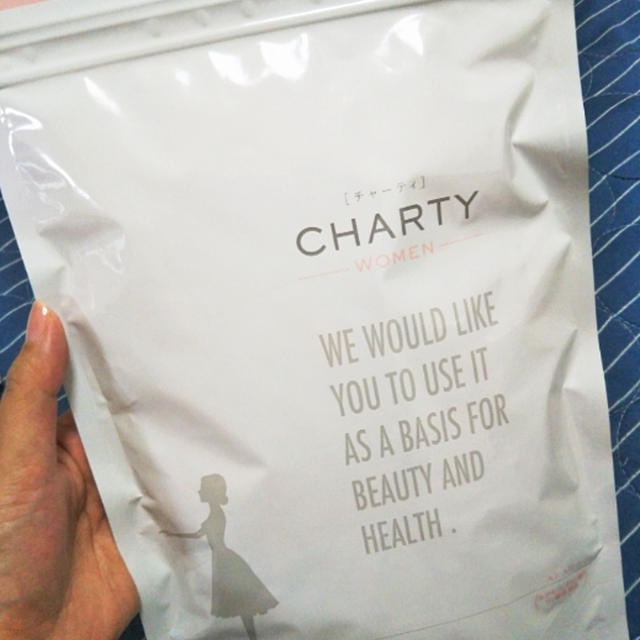 [チャーティ]
CHARTY
WOMEN
WE WOULD LIKE
YOU TO USE IT
AS A BASIS FOR
BEAUTY AND
HEALTH .